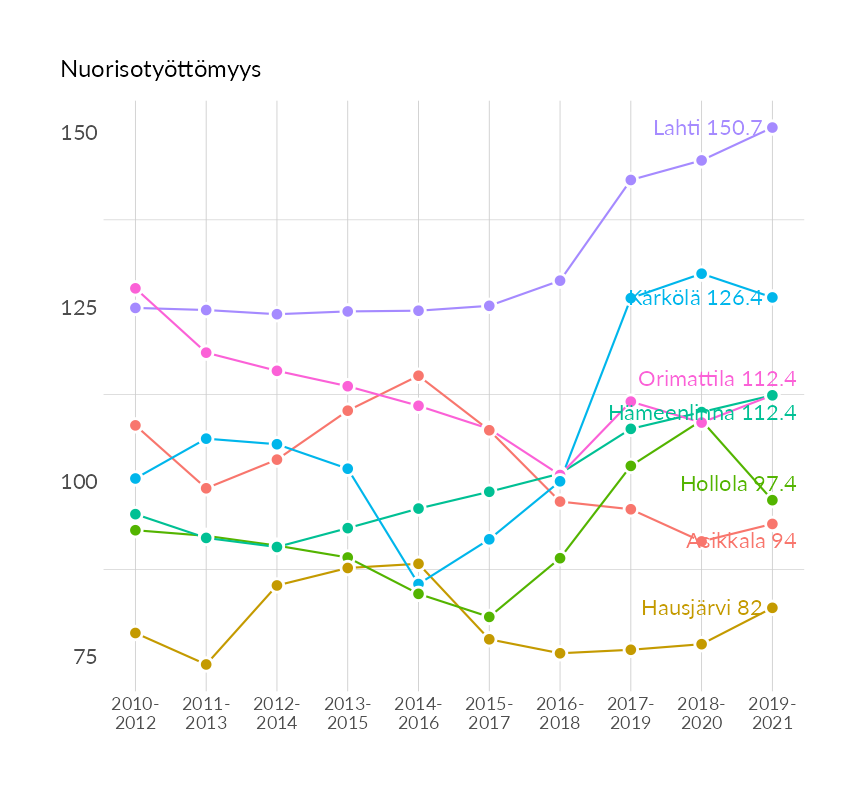 Nuorisotyöttömyys
150
Lahti 150.7
125
Kärkölä 126.4
Orimattila 112.4
Hämeenlinna 112.4
100
Hollola 97.4
Asikkala 94
Hausjärvi 82
75
2010- 2011- 2012- 2013- 2014- 2015- 2016- 2017- 2018- 2019-
2012 2013 2014 2015 2016 2017 2018 2019 2020 2021